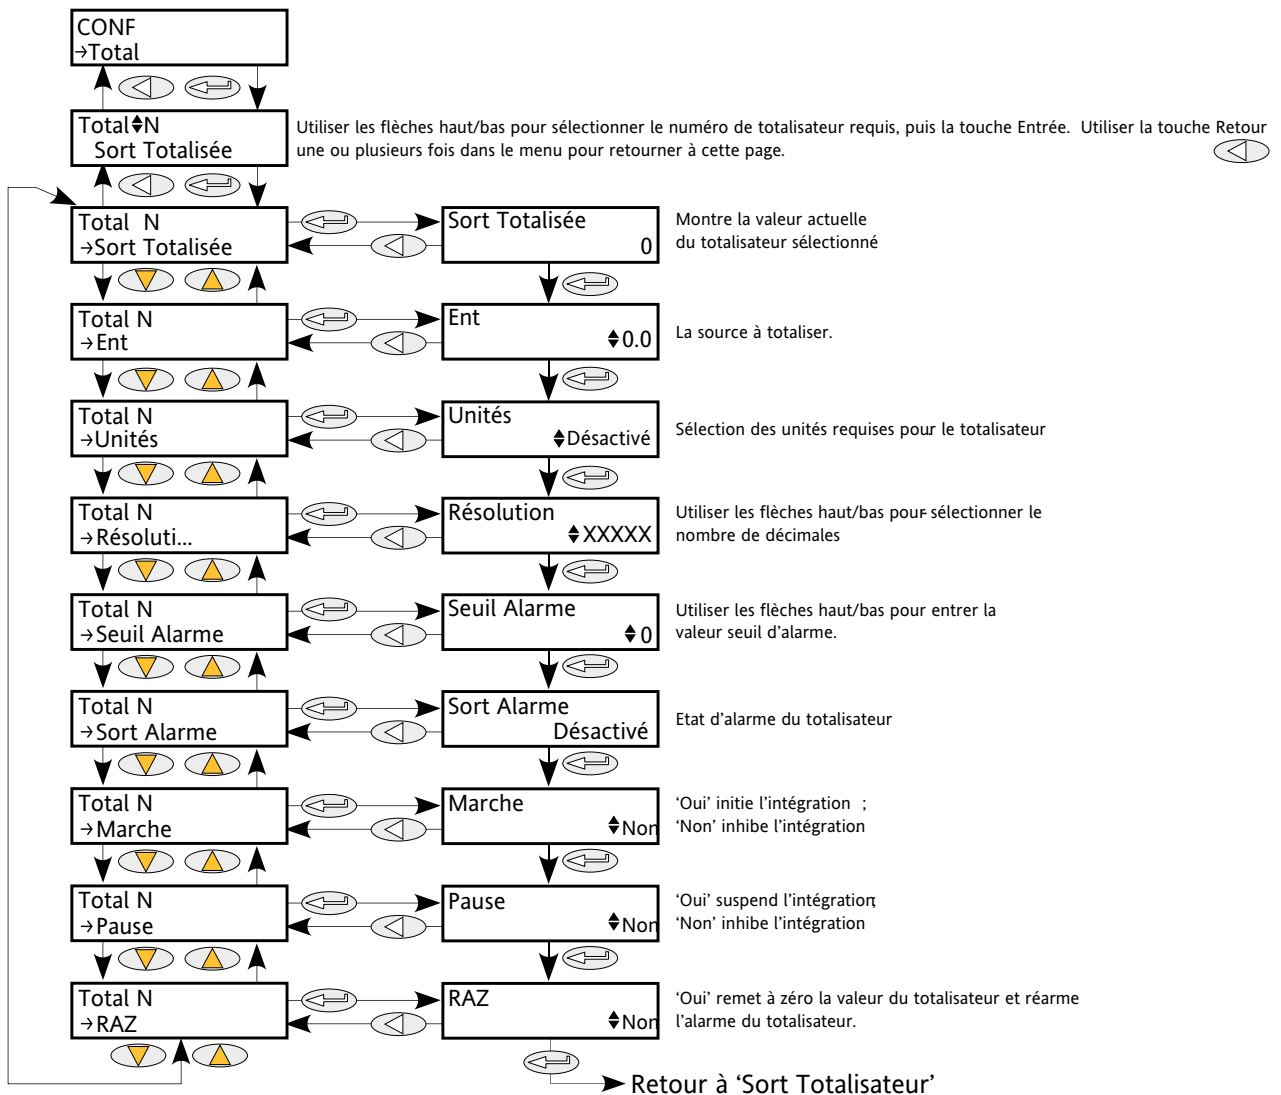 CONF
→Total
Total♦N
Sort Totalisée
Utiliser les flèches haut/bas pour sélectionner le numéro de totalisateur requis, puis la touche Entrée. Utiliser la touche Retour
une ou plusieurs fois dans le menu pour retourner à cette page.
Total N
→Sort Totalisée
Sort Totalisée
0
Montre la valeur actuelle
du totalisateur sélectionné
Total N
→Ent
Ent
♦0.0
La source à totaliser.
Total N
→Unités
Unités
♦Désactivé
Sélection des unités requises pour le totalisateur
Total N
→Résoluti...
Résolution
♦XXXXX
Utiliser les flèches haut/bas pour sélectionner le
nombre de décimales
Total N
→Seuil Alarme
Seuil Alarme
♦0
Utiliser les flèches haut/bas pour entrer la
valeur seuil d'alarme.
Total N
→Sort Alarme
Sort Alarme
Désactivé
Etat d'alarme du totalisateur
Total N
→Marche
Marche
♦Non
‘Oui’ initie l'intégration ;
‘Non’ inhibe l'intégration
Total N
→Pause
Pause
♦Non
‘Oui’ suspend l'intégration;
‘Non’ inhibe l'intégration
Total N
→RAZ
RAZ
♦Non
‘Oui’ remet à zéro la valeur du totalisateur et réarme
l'alarme du totalisateur.
Retour à ‘Sort Totalisateur’